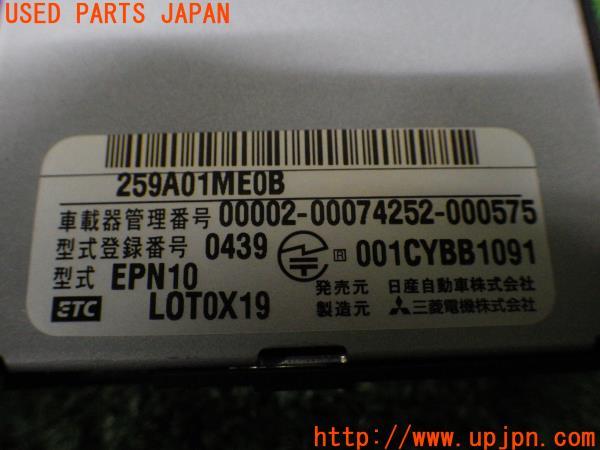 USED PARTS JAPAN
259A01ME0B
車載器管理番号 00002-00074252-000575
型式登録番号 0439 R 001CYBB1091
型式 EPN10 発売元 日産自動車株式会社
ETC LOT0X19 製造元 三菱電機株式会社
http://www.upjpn.com/